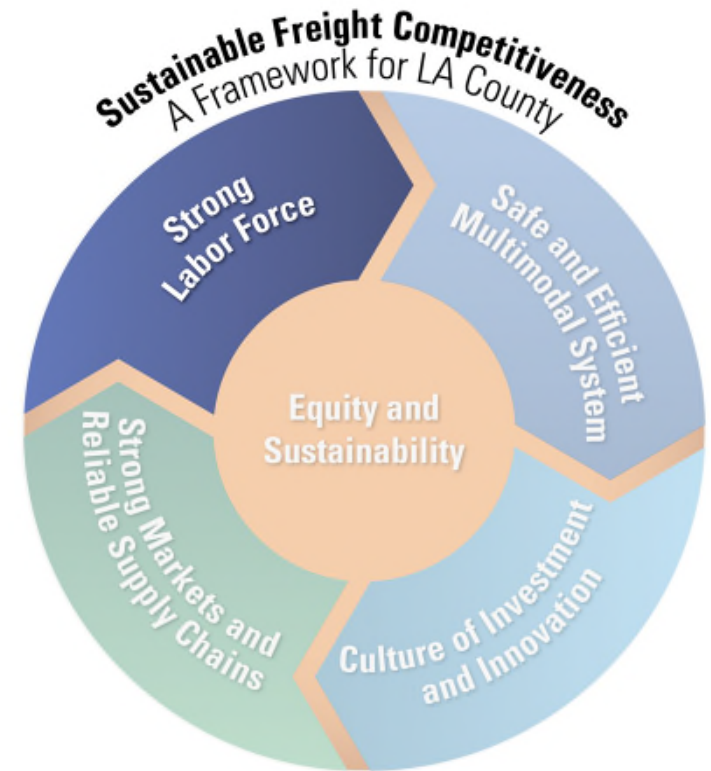 Sustainable Freight Competitiveness
A Framework for LA County
Strong
Labor Force
Safe and Efficient
Multimodal System
Equity and
Sustainability
Strong Markets and
Reliable Supply Chains
Culture of Investment
and Innovation